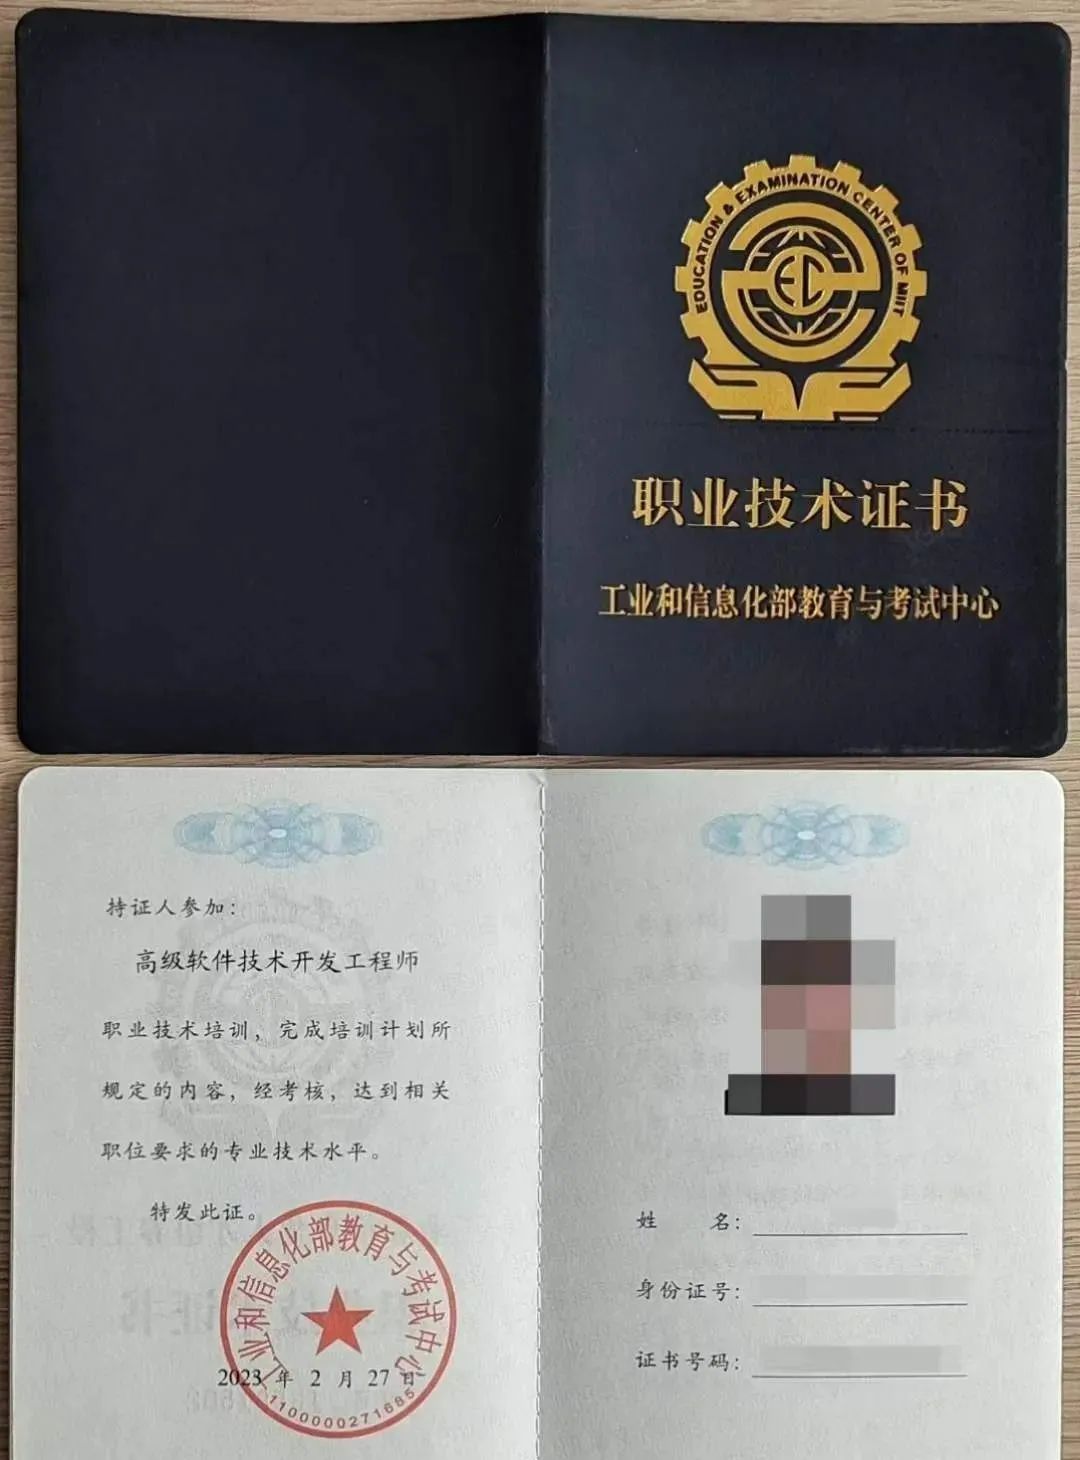 EDUCATION & EXAMINATION CENTER OF MIIT
EC
职业技术证书
工业和信息化部教育与考试中心
持证人参加：
高级软件技术开发工程师
职业技术培训，完成培训计划所
规定的内容，经考核，达到相关
职位要求的专业技术水平。
特发此证。
工业和信息化部教育与考试中心
2023 年 2 月 27 日
1100000271685
姓 名：
身份证号：
证书号码：